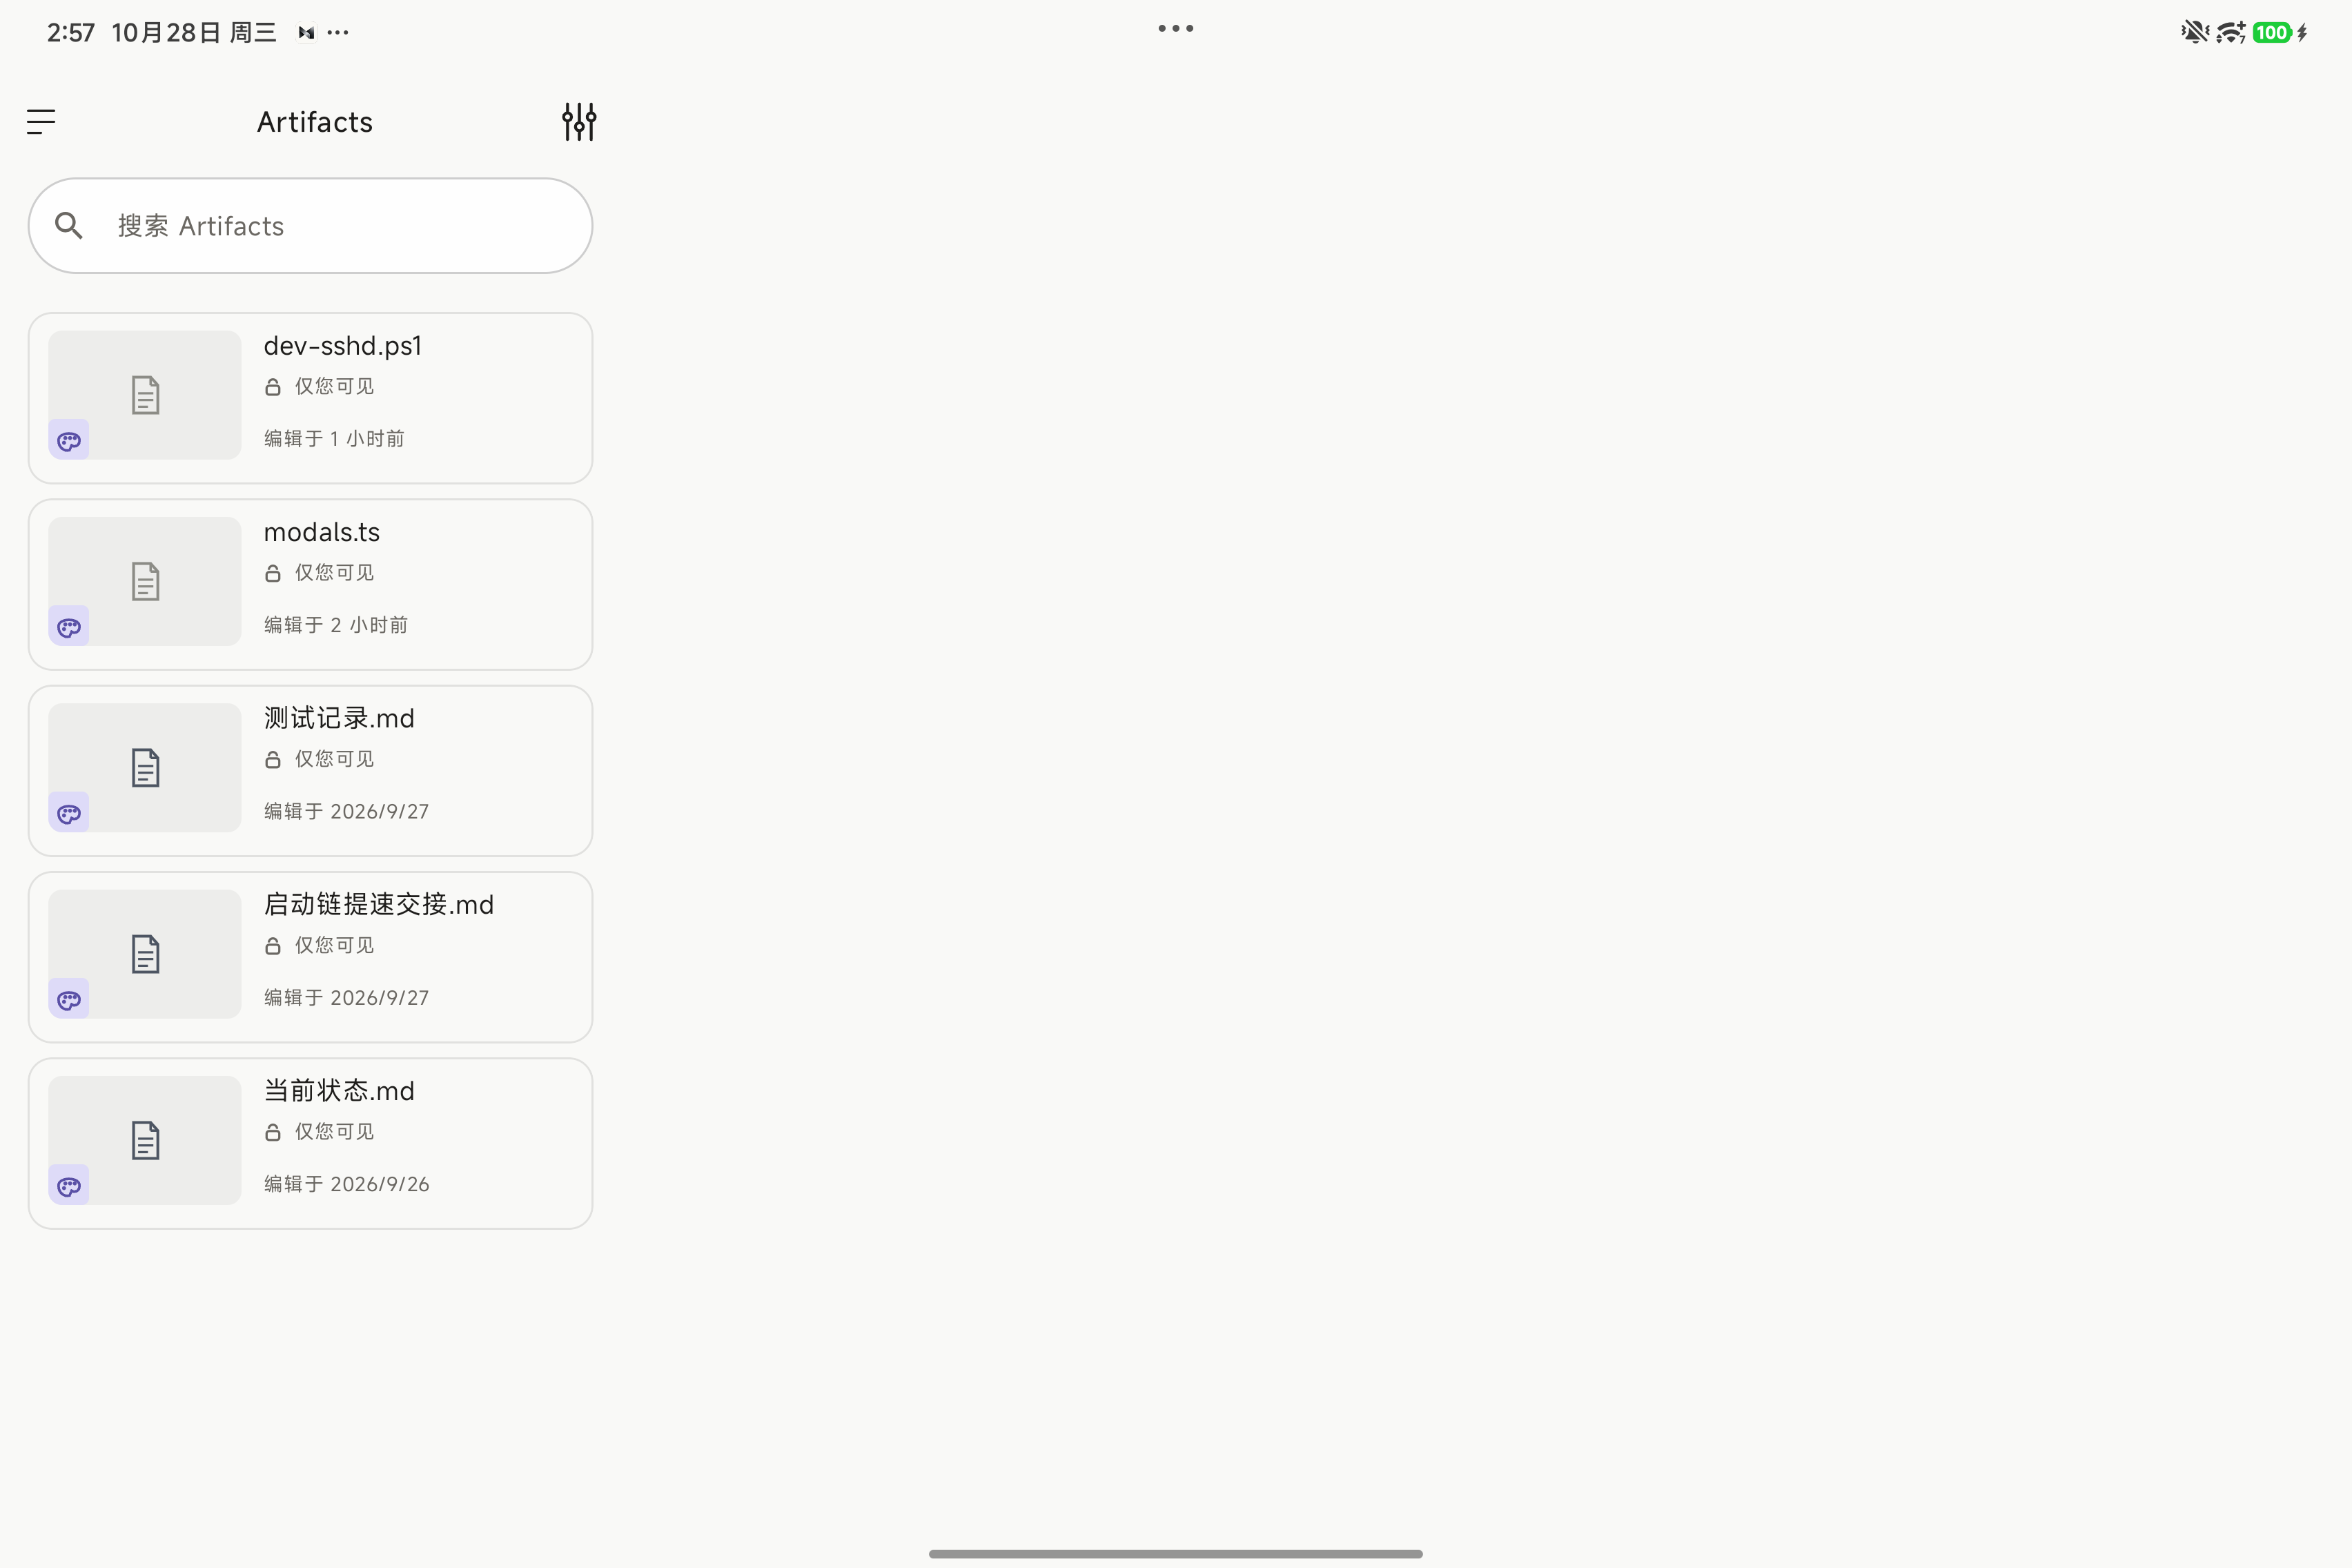 2:57 10月28日 周三
100
Artifacts
搜索 Artifacts
dev-sshd.ps1
仅您可见
编辑于 1 小时前
modals.ts
仅您可见
编辑于 2 小时前
测试记录.md
仅您可见
编辑于 2026/9/27
启动链提速交接.md
仅您可见
编辑于 2026/9/27
当前状态.md
仅您可见
编辑于 2026/9/26